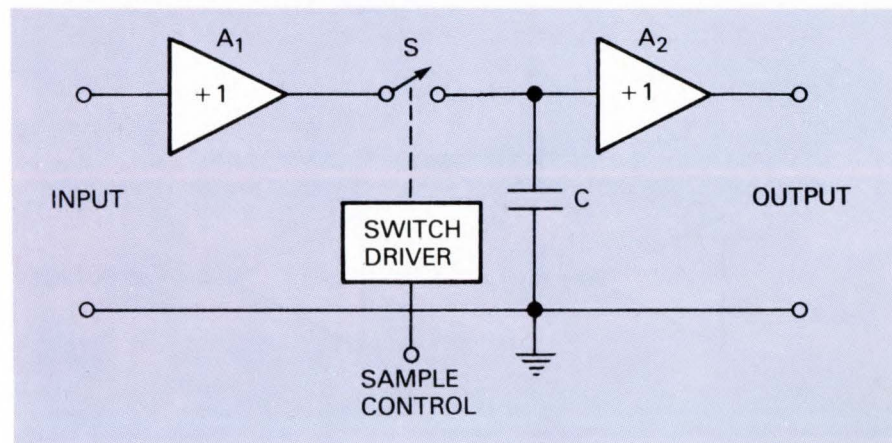 A1
S
A2
+1
+1
INPUT
SWITCH
DRIVER
C
OUTPUT
SAMPLE
CONTROL